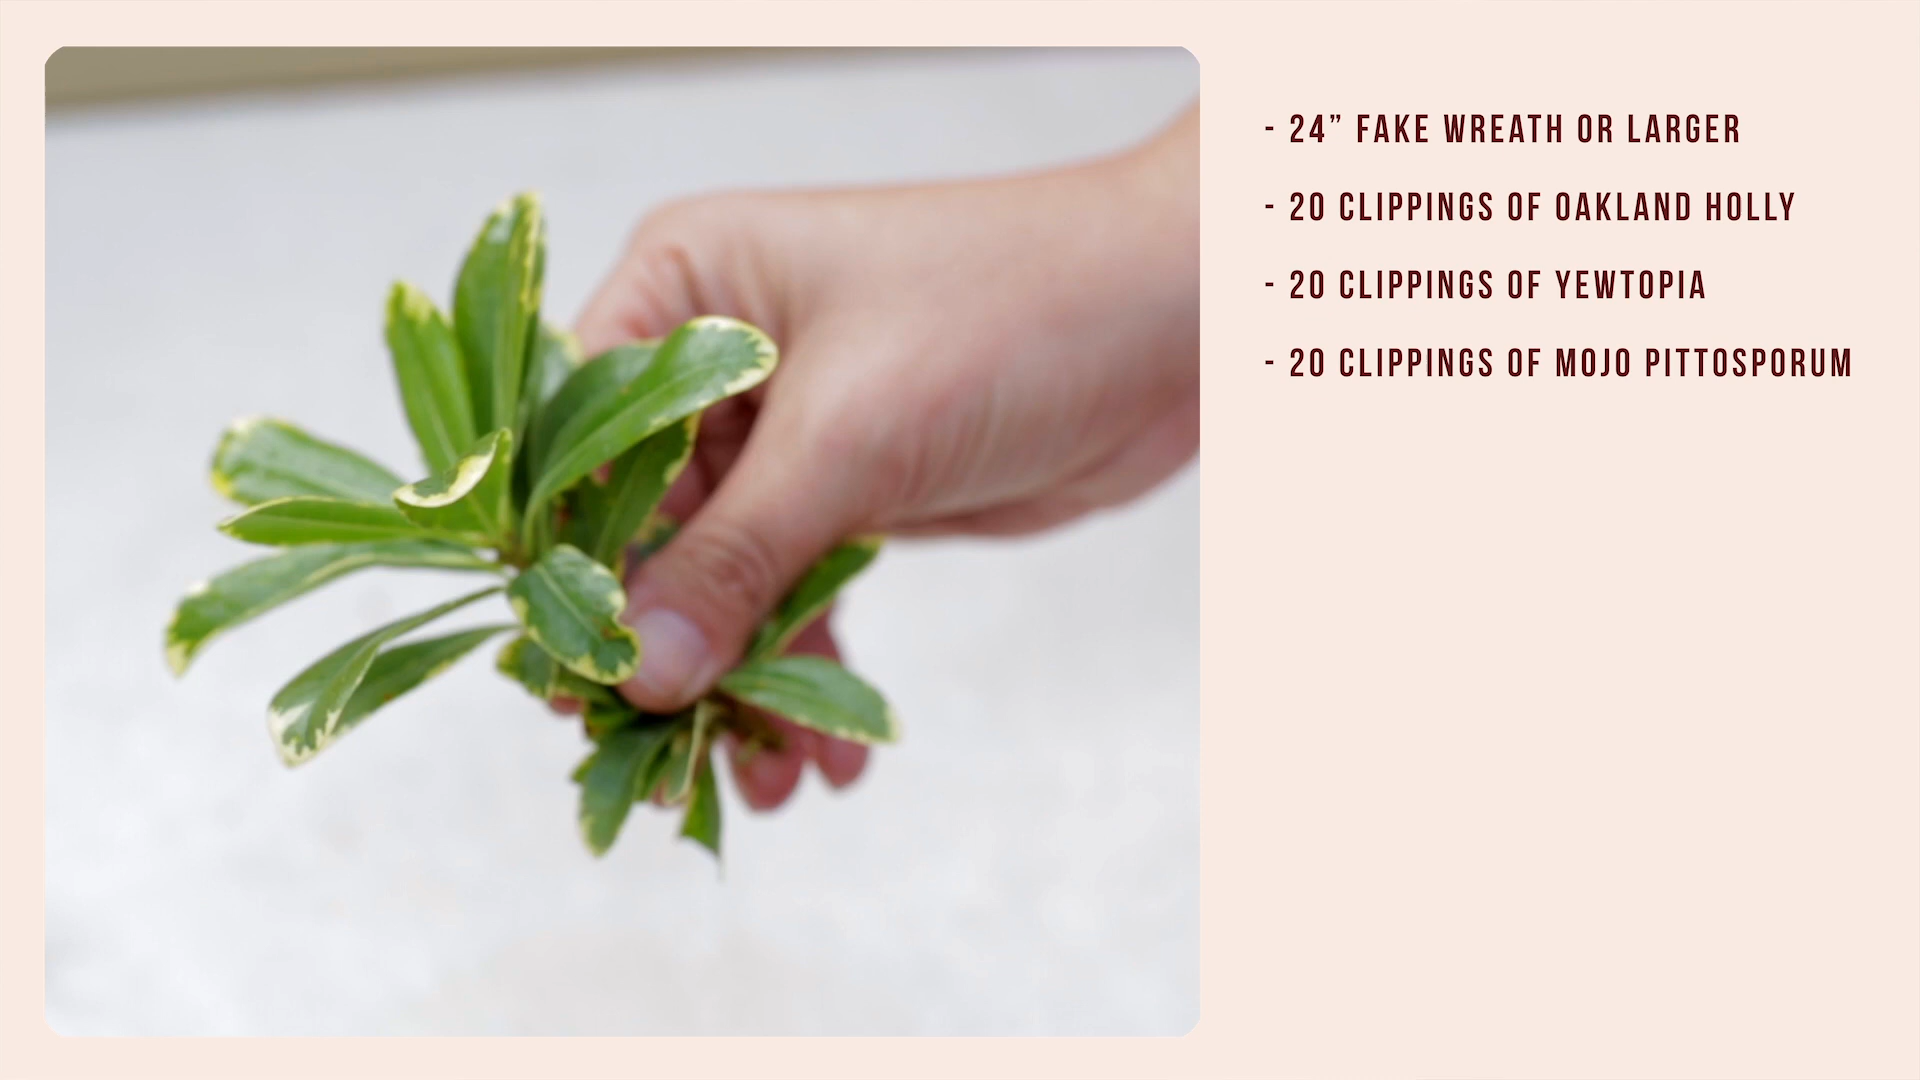 - 24” FAKE WREATH OR LARGER
- 20 CLIPPINGS OF OAKLAND HOLLY
- 20 CLIPPINGS OF YEWTOPIA
- 20 CLIPPINGS OF MOJO PITTOSPORUM